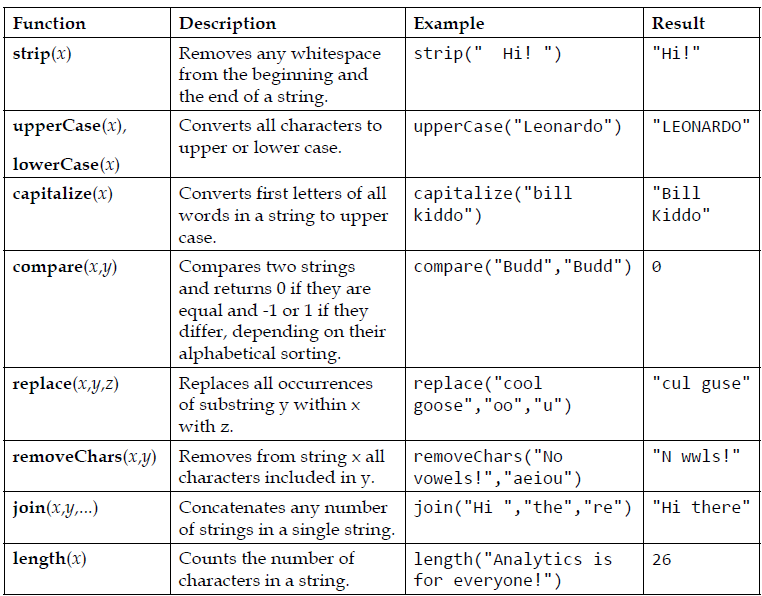 Function Description Example Result
strip(x) Removes any whitespace strip("  Hi! ") "Hi!"
from the beginning and
the end of a string.
upperCase(x), Converts all characters to upperCase("Leonardo") "LEONARDO"
upper or lower case.
lowerCase(x)
capitalize(x) Converts first letters of all capitalize("bill "Bill
words in a string to upper kiddo") Kiddo"
case.
compare(x,y) Compares two strings compare("Budd","Budd") 0
and returns 0 if they are
equal and -1 or 1 if they
differ, depending on their
alphabetical sorting.
replace(x,y,z) Replaces all occurrences replace("cool "cul guse"
of substring y within x goose","oo","u")
with z.
removeChars(x,y) Removes from string x all removeChars("No "N wwls!"
characters included in y. vowels!","aeiou")
join(x,y,...) Concatenates any number join("Hi ","the","re") "Hi there"
of strings in a single string.
length(x) Counts the number of length("Analytics is 26
characters in a string. for everyone!")